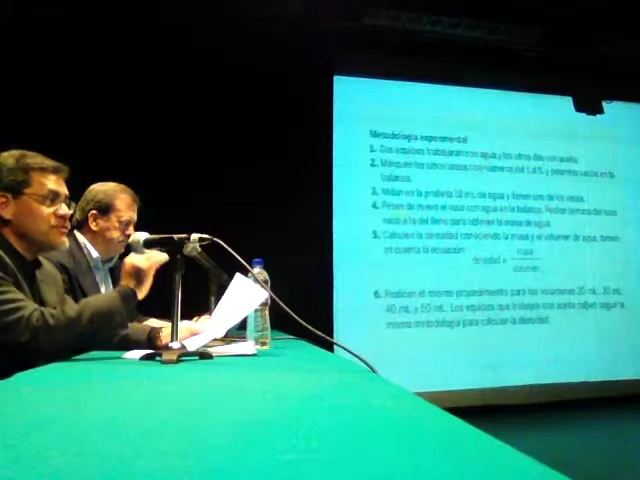 Metodología experimental
1. Dos equipos trabajarán con agua y los otros dos con aceite.
2. Marquen los otros vasos con números del 1 al 5, y pésenlos vacíos en la
balanza.
3. Midan en la probeta 10 mL de agua y llenen uno de los vasos.
4. Pesen de nuevo el vaso con agua en la balanza. Resten la masa del vaso
vacío a la del lleno para obtener la masa de agua.
5. Calculen la densidad conociendo la masa y el volumen de agua, tomen
en cuenta la ecuación:
masa
densidad =
volumen
6. Realicen el mismo procedimiento para los volúmenes 20 mL, 30 mL,
40 mL y 50 mL. Los equipos que trabajen con aceite deben seguir la
misma metodología para calcular la densidad.